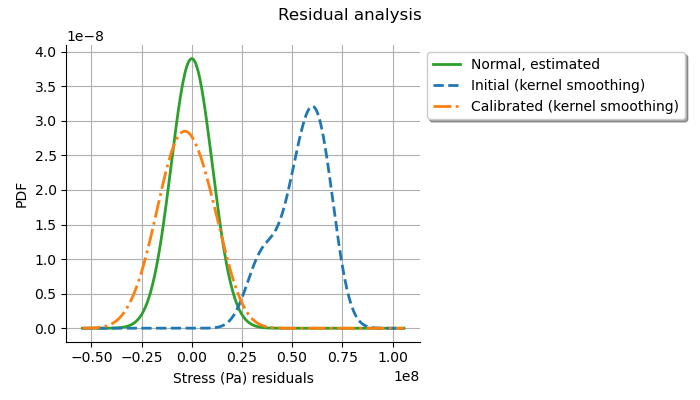 Residual analysis
1e−8
4.0
3.5
3.0
2.5
2.0
1.5
1.0
0.5
0.0
PDF
−0.50 −0.25 0.00 0.25 0.50 0.75 1.00
1e8
Stress (Pa) residuals
Normal, estimated
Initial (kernel smoothing)
Calibrated (kernel smoothing)